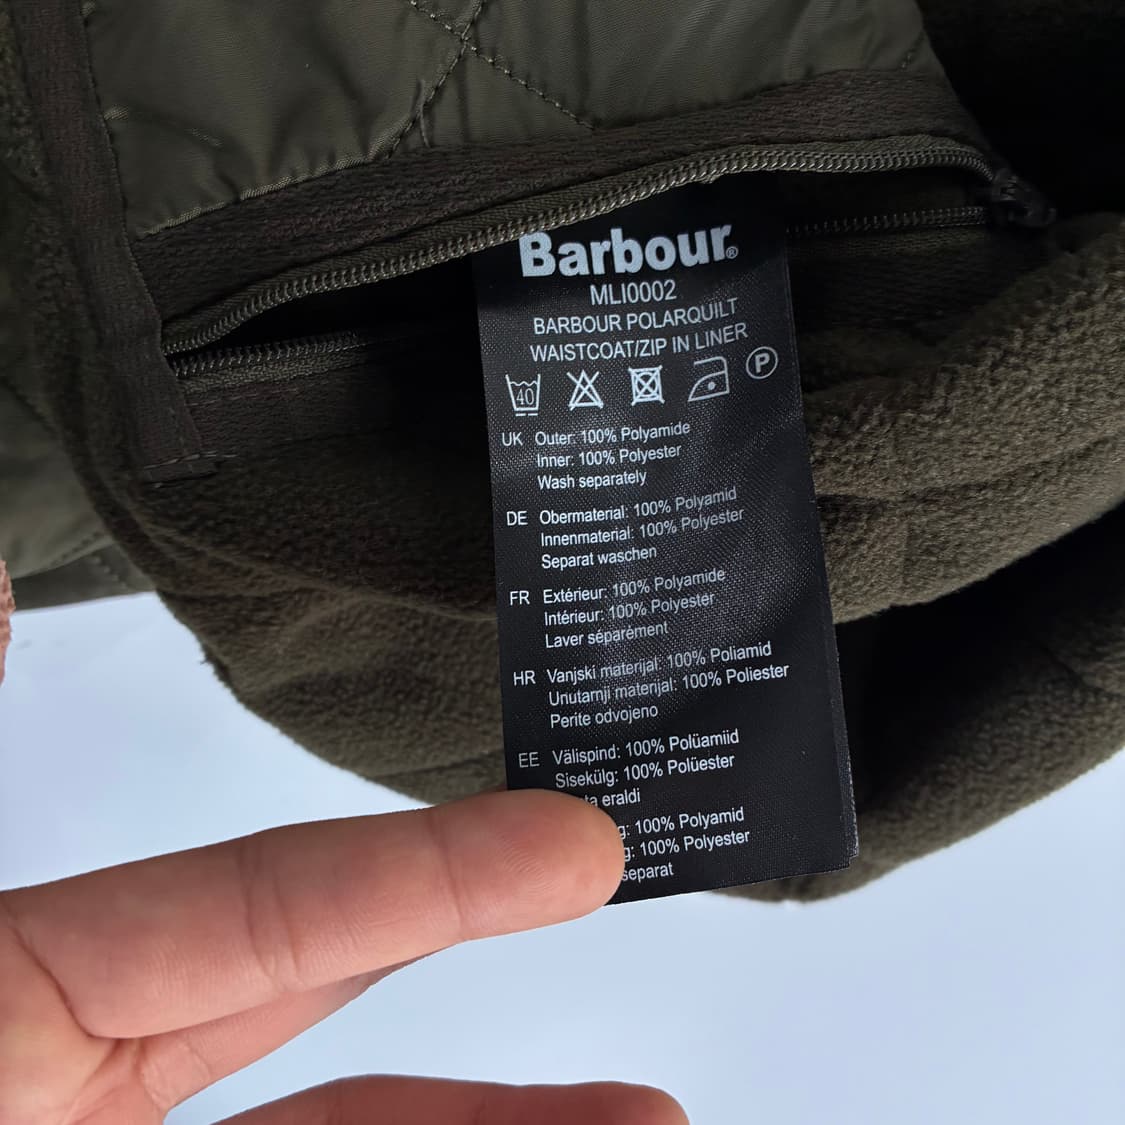 Barbour®
MLI0002
BARBOUR POLARQUILT
WAISTCOAT/ZIP IN LINER
40 P
UK Outer: 100% Polyamide
Inner: 100% Polyester
Wash separately
DE Obermaterial: 100% Polyamid
Innenmaterial: 100% Polyester
Separat waschen
FR Extérieur: 100% Polyamide
Intérieur: 100% Polyester
Laver séparément
HR Vanjski materijal: 100% Poliamid
Unutarnji materijal: 100% Poliester
Perite odvojeno
EE Välispind: 100% Polüamiid
Sisekülg: 100% Polüester
eraldi
100% Polyamid
100% Polyester
separat